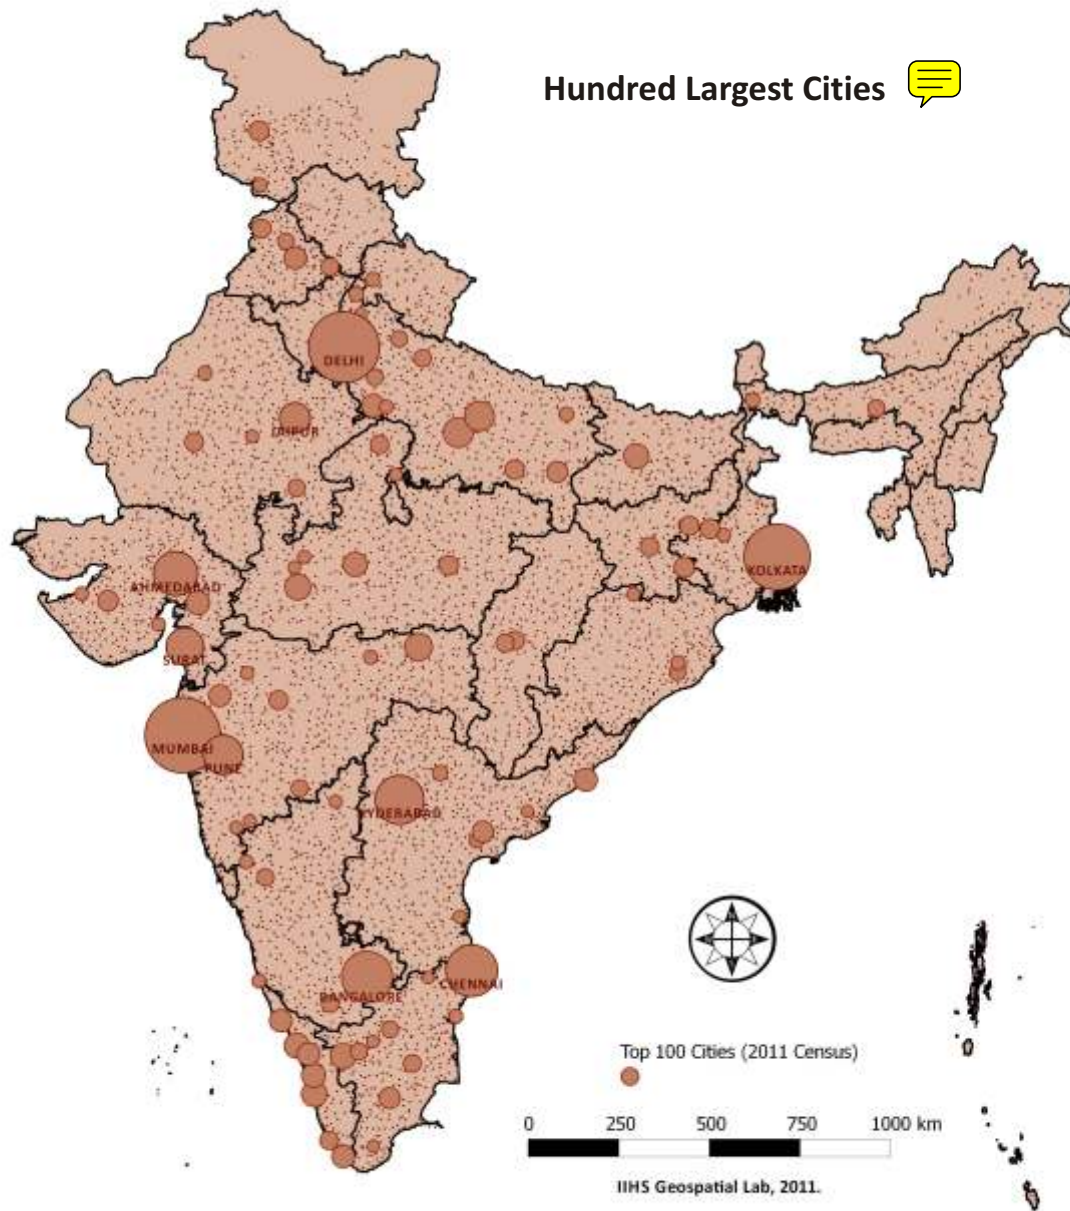 Hundred Largest Cities
DELHI
JAIPUR
AHMEDABAD
KOLKATA
SURAT
MUMBAI
PUNE
HYDERABAD
BANGALORE
CHENNAI
Top 100 Cities (2011 Census)
0 250 500 750 1000 km
IIHS Geospatial Lab, 2011.